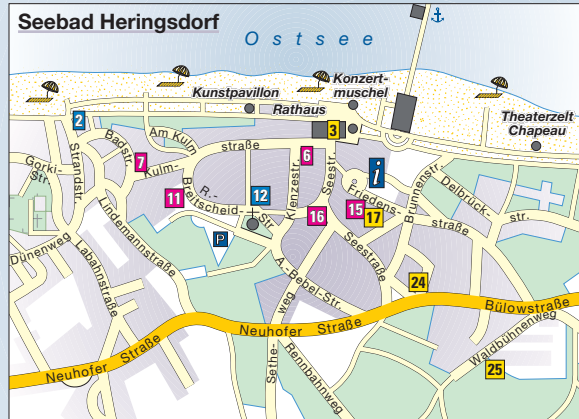 Seebad Heringsdorf
Ostsee
Kunstpavillon
Konzert-
muschel
Rathaus
Theaterzelt
Chapeau
2
3
Badstr.
Am Kulm
straße
Kulm-
7
6
i
Gorki-
Str.
Strandstr.
11
R.-
Breitscheid-
Str.
12
Klenzestr.
Seestr.
16
15
17
Friedens-
straße
Brunnenstr.
Delbrück-
str.
Dünenweg
Labahnstraße
Lindemannstraße
P
A.-Bebel-Str.
Seestraße
24
Bülowstraße
Neuhofer Straße
Neuhofer Straße
Sethe-
weg
Rennbahnweg
Waldbühnenweg
25